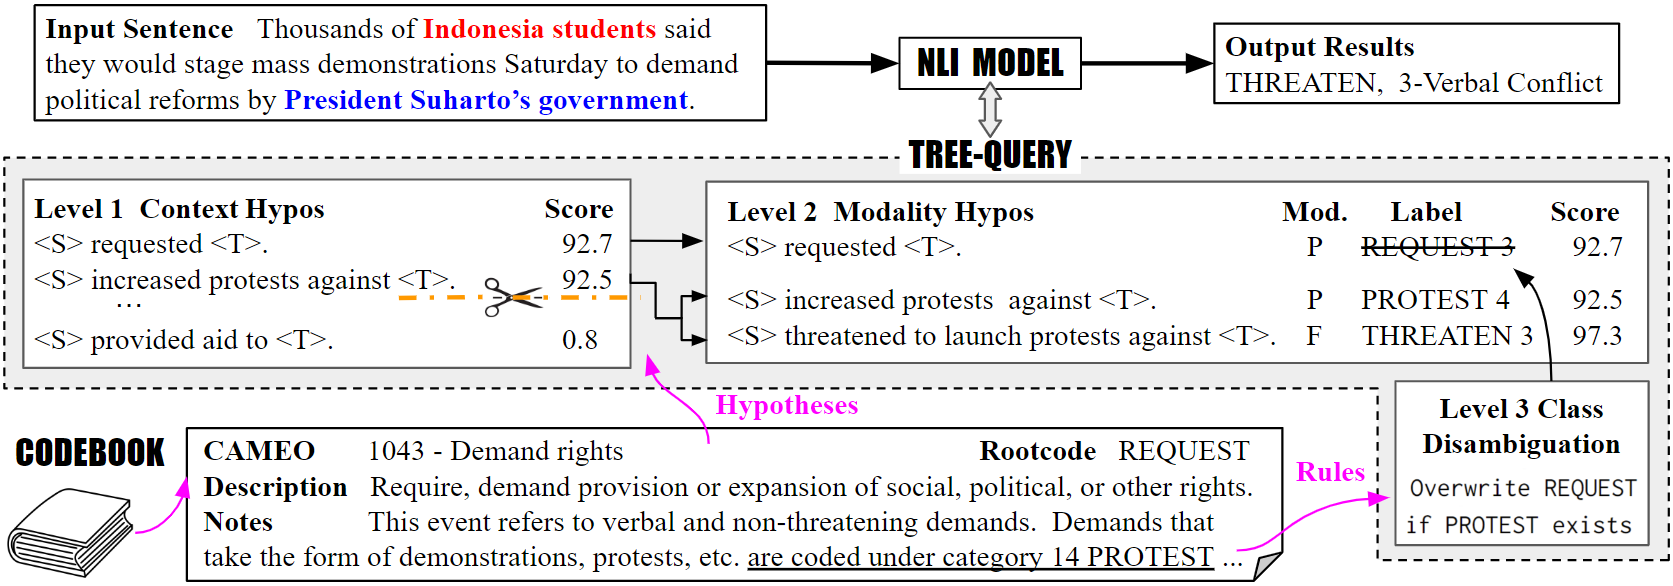 Input Sentence Thousands of Indonesia students said
they would stage mass demonstrations Saturday to demand
political reforms by President Suharto’s government.
NLI MODEL
Output Results
THREATEN, 3-Verbal Conflict
TREE-QUERY
Level 1 Context Hypos Score
<S> requested <T>. 92.7
<S> increased protests against <T>. 92.5
...
<S> provided aid to <T>. 0.8
Level 2 Modality Hypos Mod. Label Score
<S> requested <T>. P REQUEST 3 92.7
<S> increased protests against <T>. P PROTEST 4 92.5
<S> threatened to launch protests against <T>. F THREATEN 3 97.3
Hypotheses
Level 3 Class
Disambiguation
Overwrite REQUEST
if PROTEST exists
Rules
CODEBOOK
CAMEO 1043 - Demand rights Rootcode REQUEST
Description Require, demand provision or expansion of social, political, or other rights.
Notes This event refers to verbal and non-threatening demands. Demands that
take the form of demonstrations, protests, etc. are coded under category 14 PROTEST ...